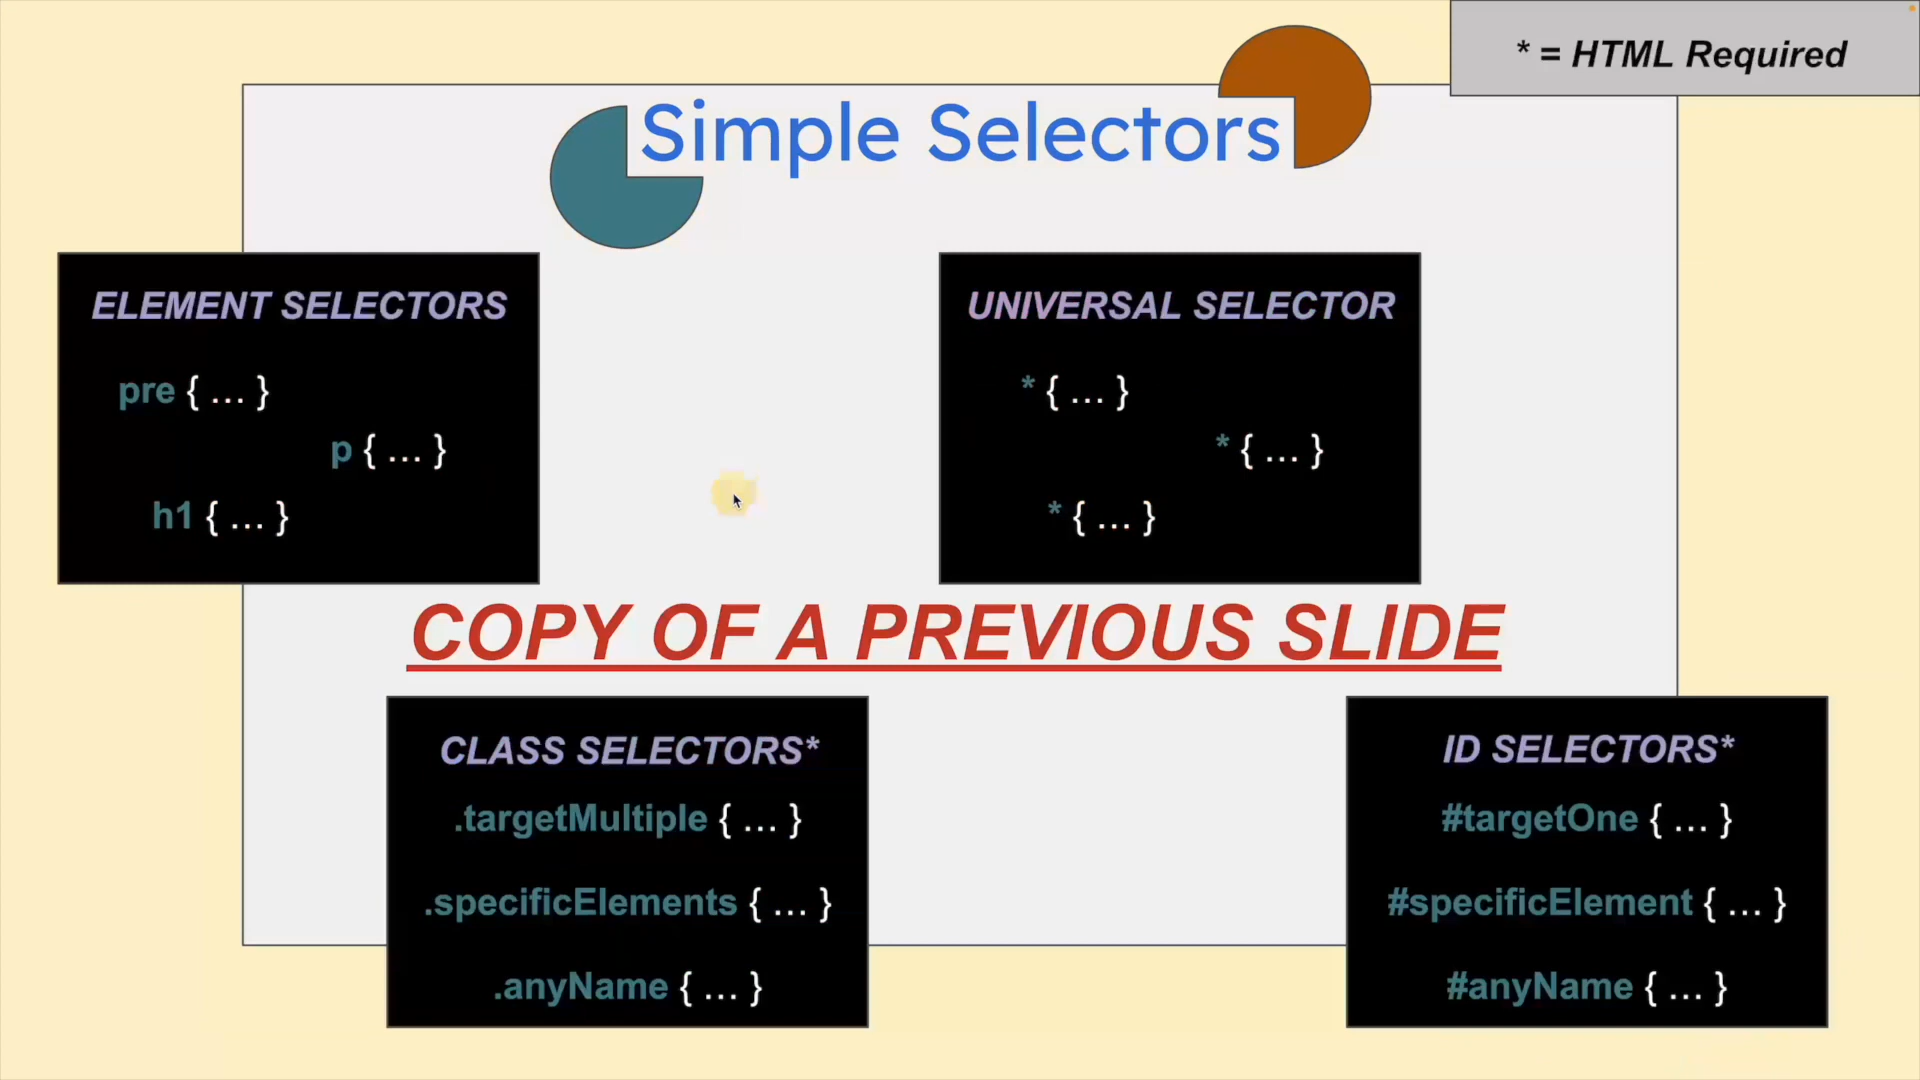 * = HTML Required
Simple Selectors
ELEMENT SELECTORS
pre { ... }
p { ... }
h1 { ... }
UNIVERSAL SELECTOR
* { ... }
* { ... }
* { ... }
COPY OF A PREVIOUS SLIDE
CLASS SELECTORS*
.targetMultiple { ... }
.specificElements { ... }
.anyName { ... }
ID SELECTORS*
#targetOne { ... }
#specificElement { ... }
#anyName { ... }